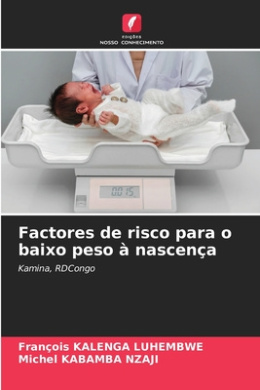 edições
NOSSO CONHECIMENTO
Factores de risco para o
baixo peso à nascença
Kamina, RDCongo
François KALENGA LUHEMBWE
Michel KABAMBA NZAJI